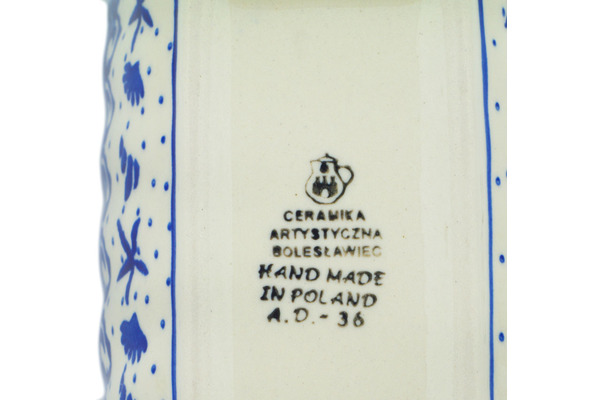 CERAMIKA
ARTYSTYCZNA
BOLESŁAWIEC
HAND MADE
IN POLAND
A.D.-36